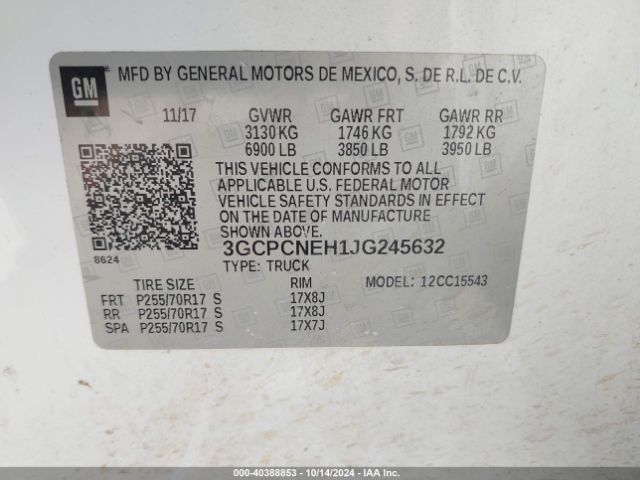 GM
MFD BY GENERAL MOTORS DE MEXICO, S. DE R.L. DE C.V.
11/17 GVWR GAWR FRT GAWR RR
3130 KG 1746 KG 1792 KG
6900 LB 3850 LB 3950 LB
THIS VEHICLE CONFORMS TO ALL
APPLICABLE U.S. FEDERAL MOTOR
VEHICLE SAFETY STANDARDS IN EFFECT
ON THE DATE OF MANUFACTURE
SHOWN ABOVE.
8624 3GCPCNEH1JG245632
TYPE: TRUCK
TIRE SIZE RIM MODEL: 12CC15543
FRT P255/70R17 S 17X8J
RR P255/70R17 S 17X8J
SPA P255/70R17 S 17X7J
000-40388853 | 10/14/2024 | IAA Inc.